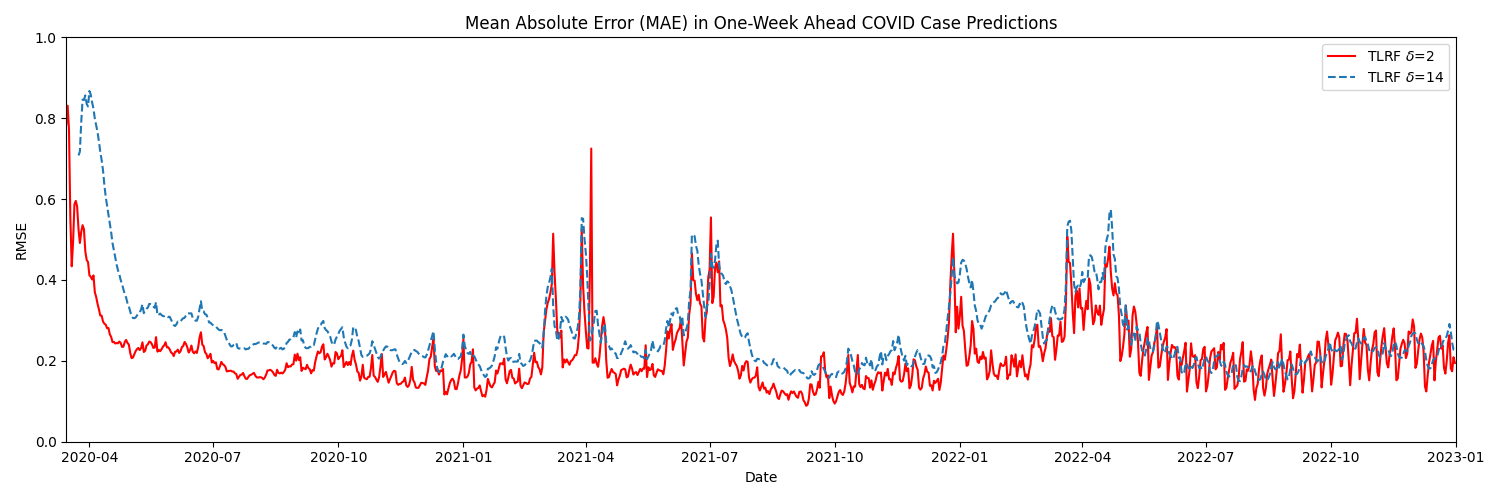 Mean Absolute Error (MAE) in One-Week Ahead COVID Case Predictions
TLRF δ=2
TLRF δ=14
RMSE
1.0
0.8
0.6
0.4
0.2
0.0
2020-04 2020-07 2020-10 2021-01 2021-04 2021-07 2021-10 2022-01 2022-04 2022-07 2022-10 2023-01
Date